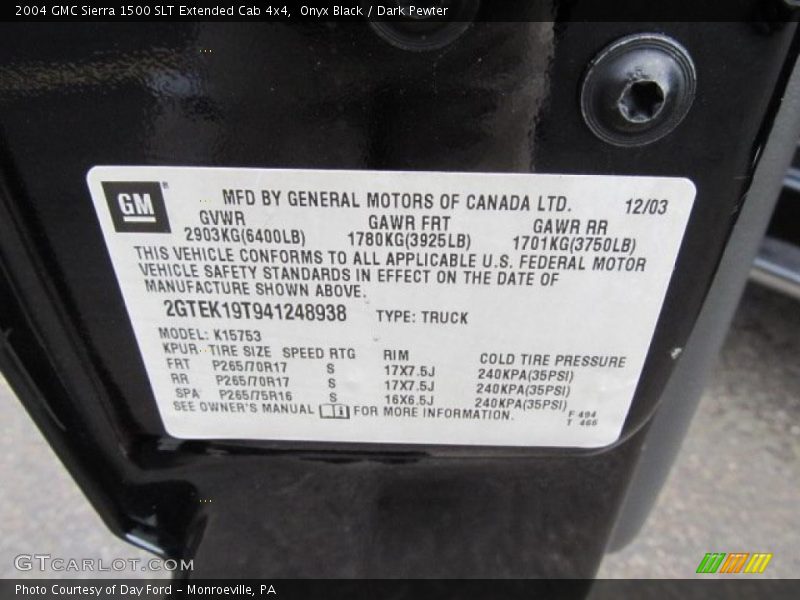 2004 GMC Sierra 1500 SLT Extended Cab 4x4,  Onyx Black / Dark Pewter
GM
MFD BY GENERAL MOTORS OF CANADA LTD. 12/03
GVWR GAWR FRT GAWR RR
2903KG(6400LB) 1780KG(3925LB) 1701KG(3750LB)
THIS VEHICLE CONFORMS TO ALL APPLICABLE U.S. FEDERAL MOTOR
VEHICLE SAFETY STANDARDS IN EFFECT ON THE DATE OF
MANUFACTURE SHOWN ABOVE.
2GTEK19T941248938 TYPE: TRUCK
MODEL: K15753
KPUR TIRE SIZE SPEED RTG RIM COLD TIRE PRESSURE
FRT P265/70R17 S 17X7.5J 240KPA(35PSI)
RR P265/70R17 S 17X7.5J 240KPA(35PSI)
SPA P265/75R16 S 16X6.5J 240KPA(35PSI)
SEE OWNER'S MANUAL FOR MORE INFORMATION.
F 494
T 466
GTCarLot.com
Photo Courtesy of Day Ford – Monroeville, PA